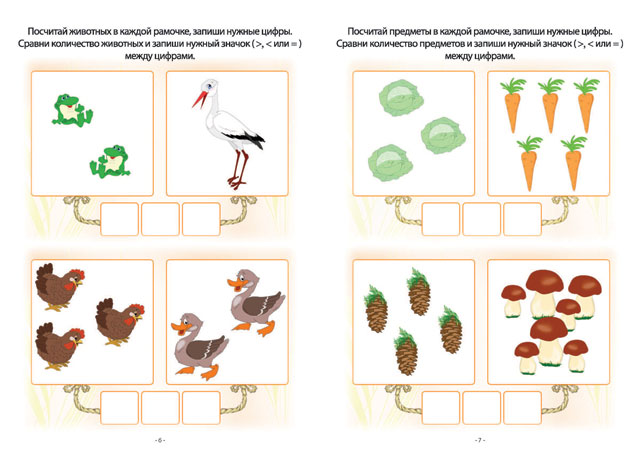 Посчитай животных в каждой рамочке, запиши нужные цифры.
Сравни количество животных и запиши нужный значок ( >, < или = )
между цифрами.
- 6 -
Посчитай предметы в каждой рамочке, запиши нужные цифры.
Сравни количество предметов и запиши нужный значок ( >, < или = )
между цифрами.
- 7 -